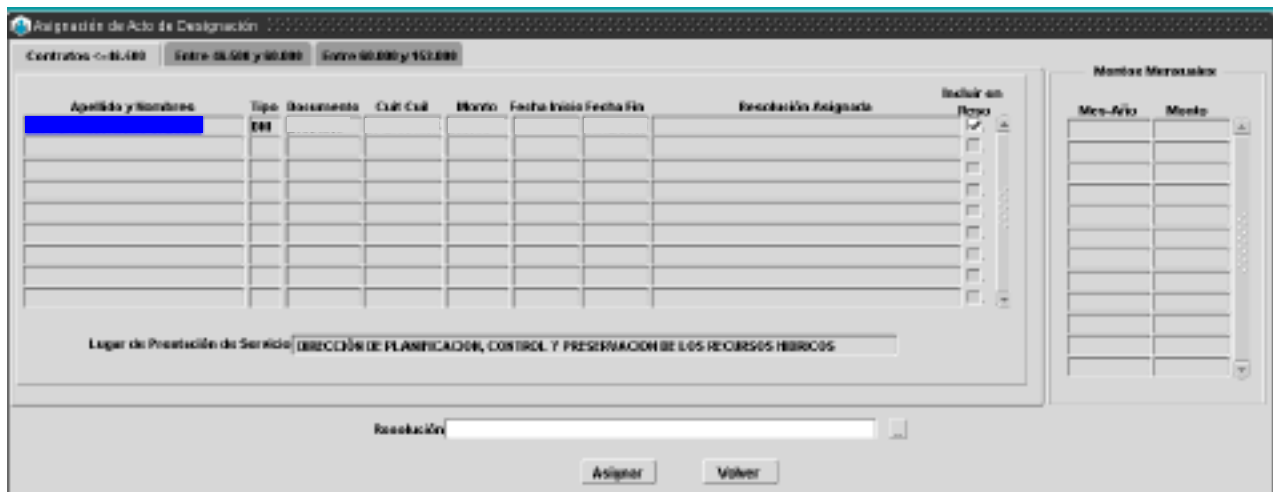 Asignación de Acto de Designación
Contratos <=46.600 Entre 46.500 y 60.000 Entre 60.000 y 153.000
Montos Mensuales
Apellido y Nombres Tipo Documento Cuit Cuil Monto Fecha Inicio Fecha Fin Resolución Asignada Incluir en Reso
Mes-Año Monto
DNI
Lugar de Prestación de Servicio DIRECCIÓN DE PLANIFICACION, CONTROL Y PRESERVACION DE LOS RECURSOS HIDRICOS
Resolución ...
Asignar Volver